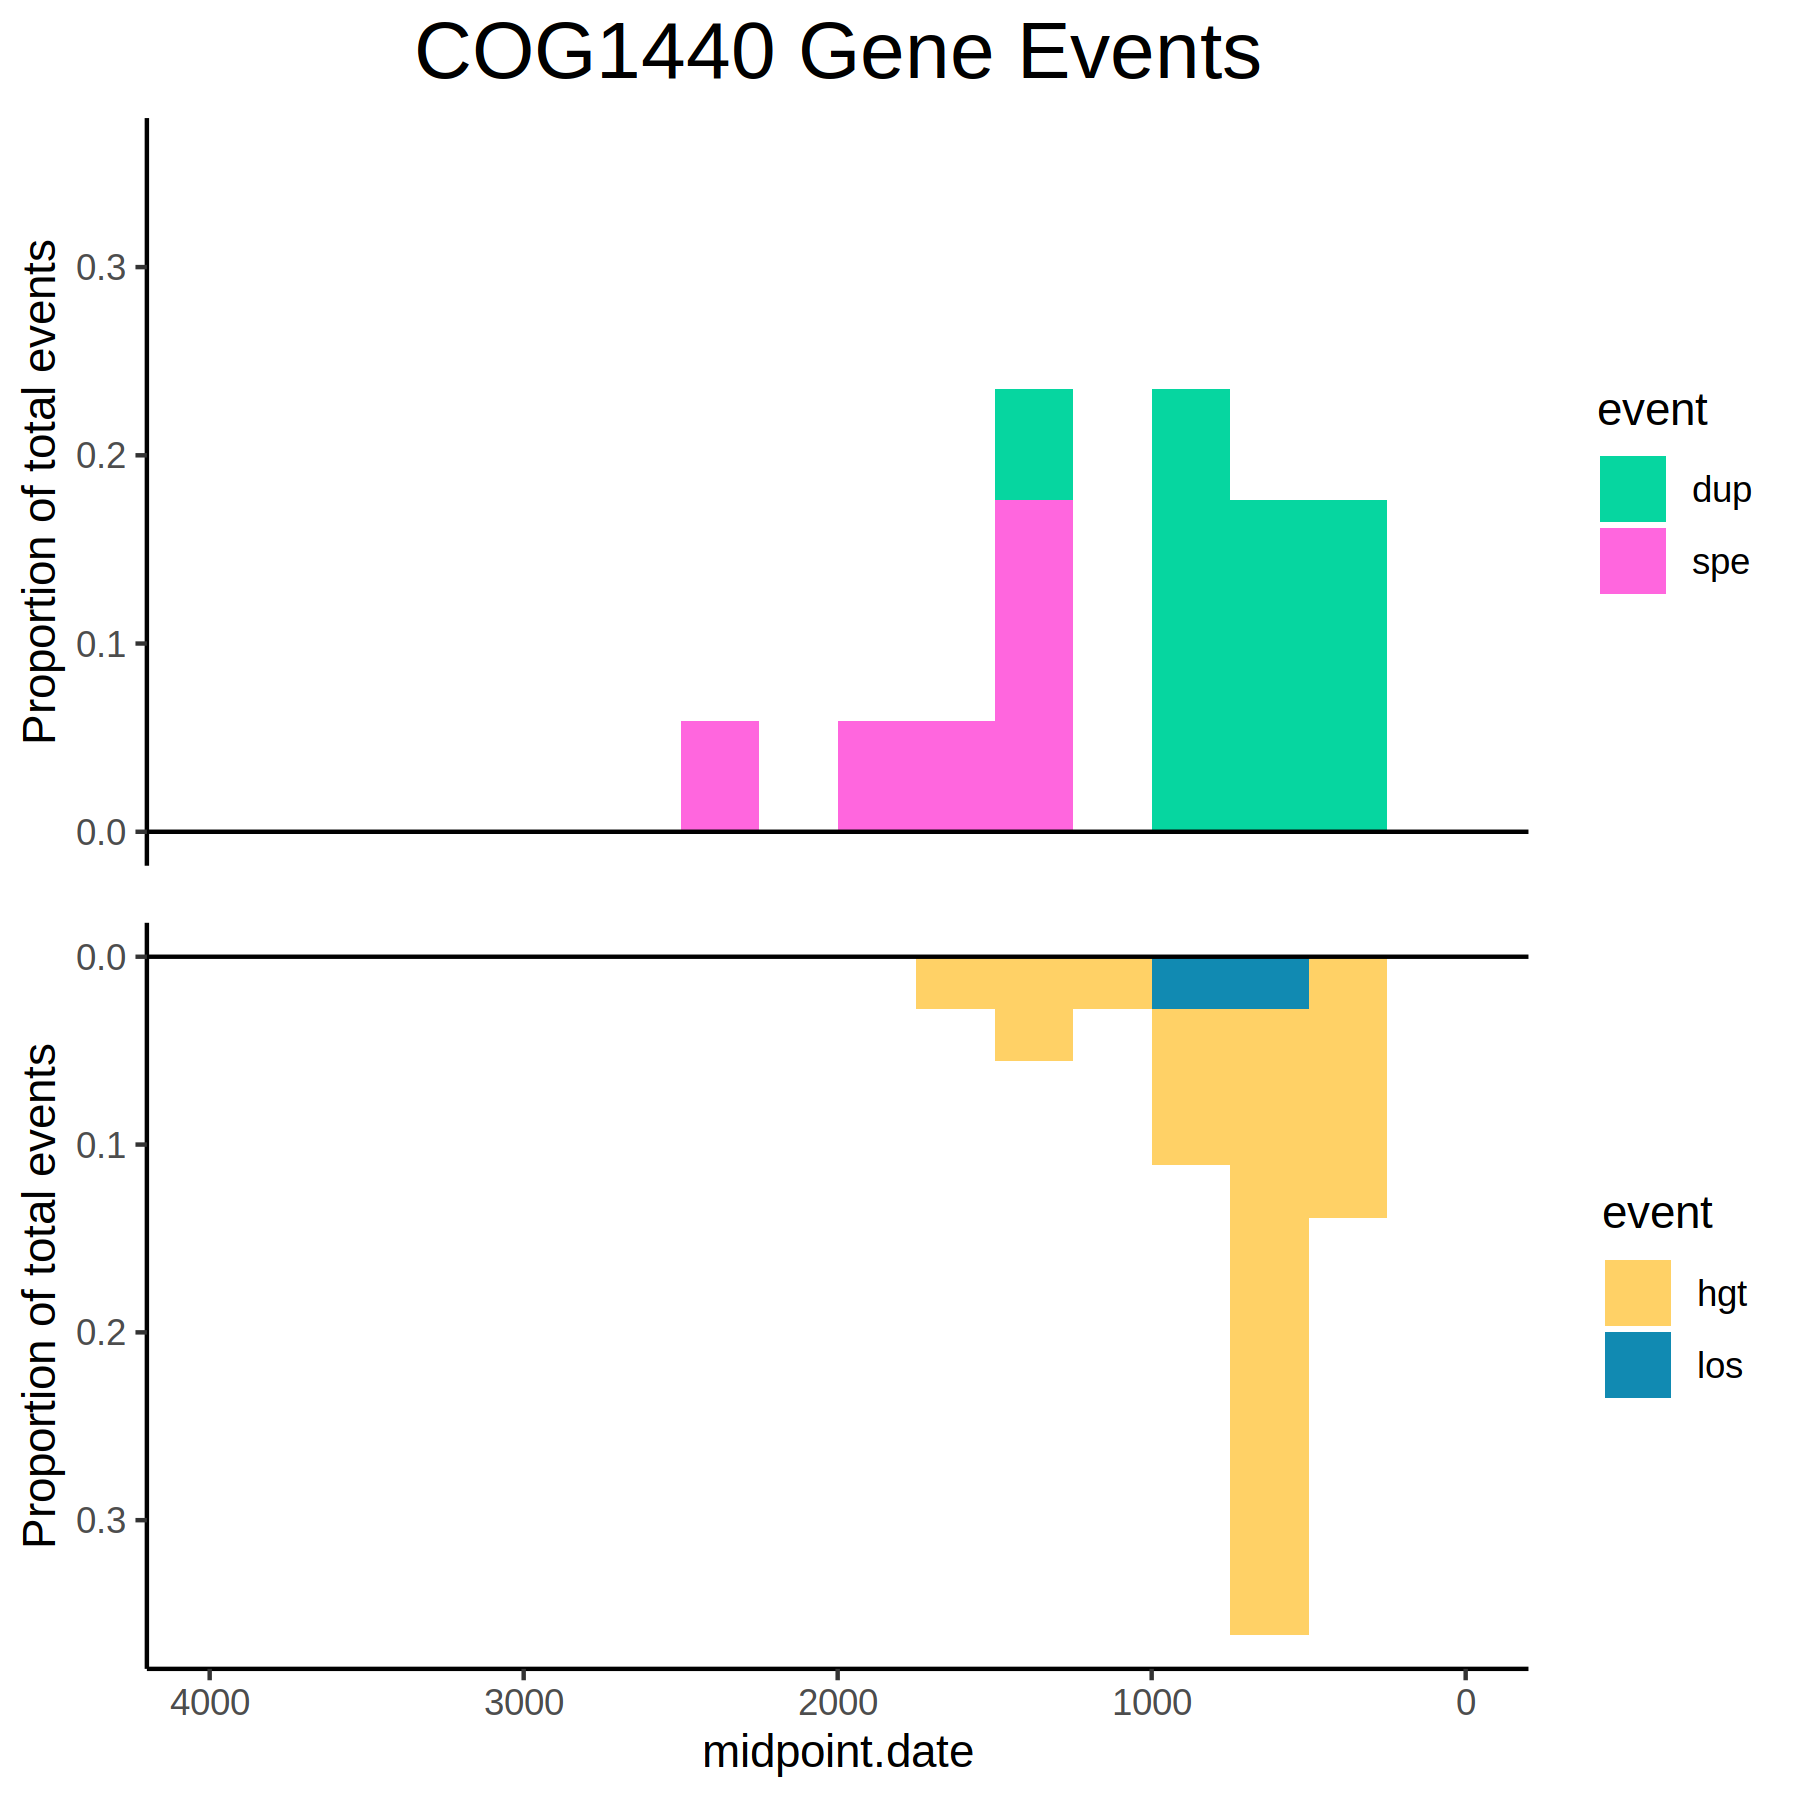 COG1440 Gene Events
Proportion of total events
0.3
0.2
0.1
0.0
event
dup
spe
Proportion of total events
0.0
0.1
0.2
0.3
event
hgt
los
4000 3000 2000 1000 0
midpoint.date